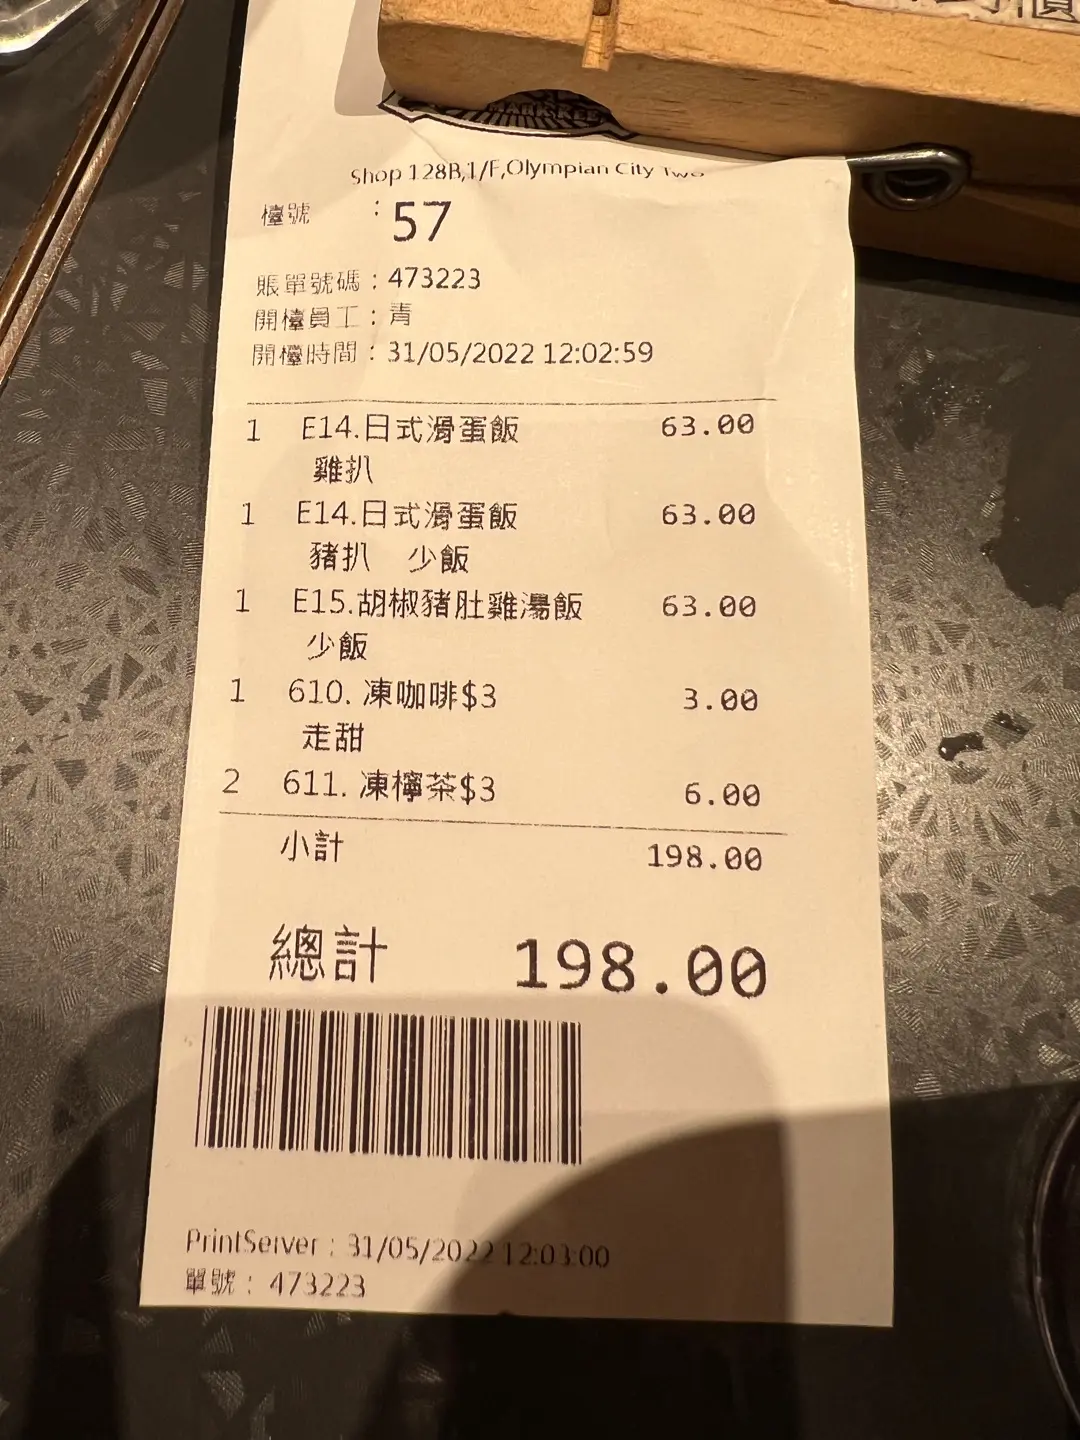 MARK KEE
Shop 128B,1/F,Olympian City Two
檯號 : 57
賬單號碼 : 473223
開檯員工 : 青
開檯時間 : 31/05/2022 12:02:59
1 E14.日式滑蛋飯 63.00
雞扒
1 E14.日式滑蛋飯 63.00
豬扒 少飯
1 E15.胡椒豬肚雞湯飯 63.00
少飯
1 610. 凍咖啡$3 3.00
走甜
2 611. 凍檸茶$3 6.00
小計 198.00
總計 198.00
PrintServer : 31/05/2022 12:03:00
單號 : 473223